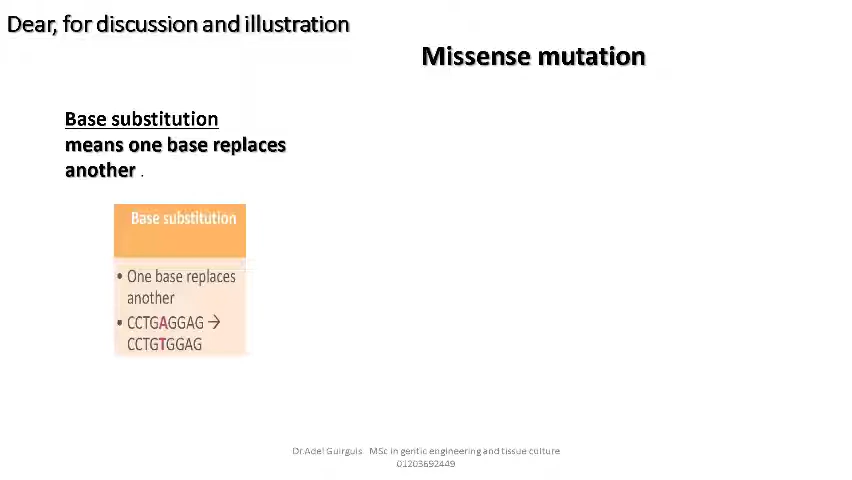 Dear, for discussion and illustration
Missense mutation
Base substitution
means one base replaces
another .
Base substitution
• One base replaces
another
• CCTGAGGAG →
CCTGTGGAG
Dr.Adel Guirguis MSc in genitic engineering and tissue culture
01203692449